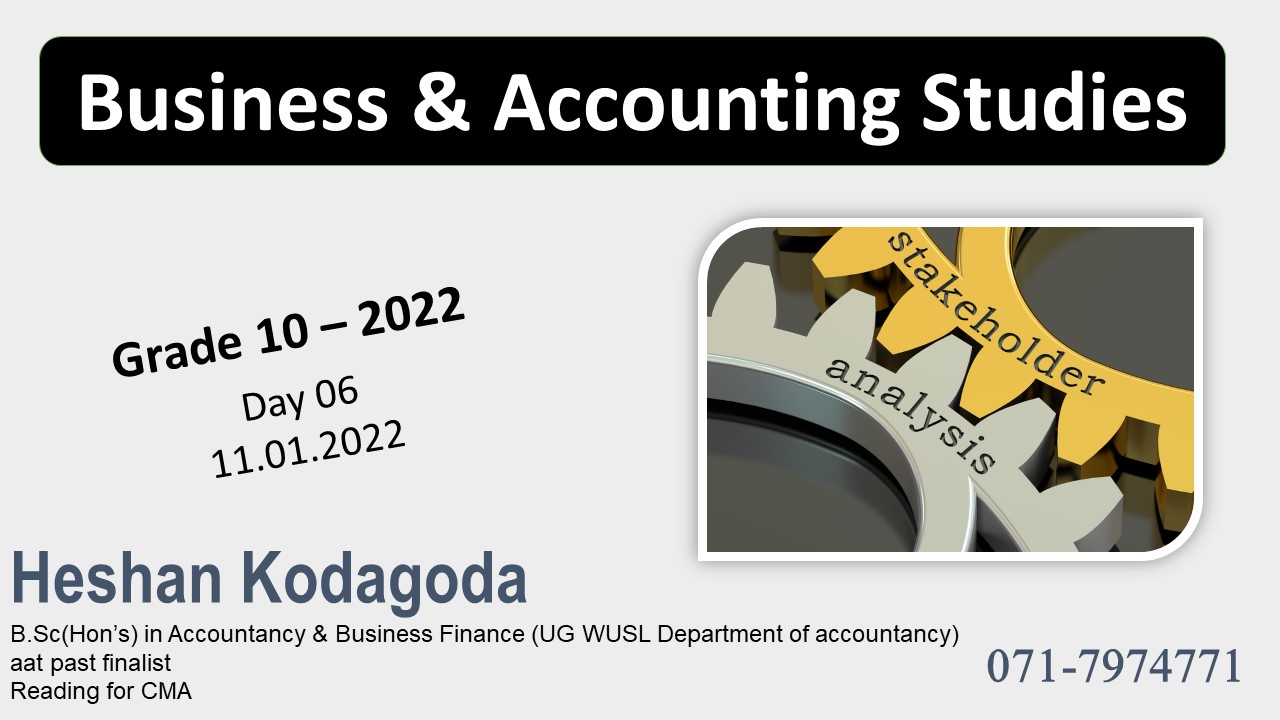 Business & Accounting Studies
stakeholder
analysis
Grade 10 – 2022
Day 06
11.01.2022
Heshan Kodagoda
B.Sc(Hon’s) in Accountancy & Business Finance (UG WUSL Department of accountancy)
aat past finalist
Reading for CMA
071-7974771